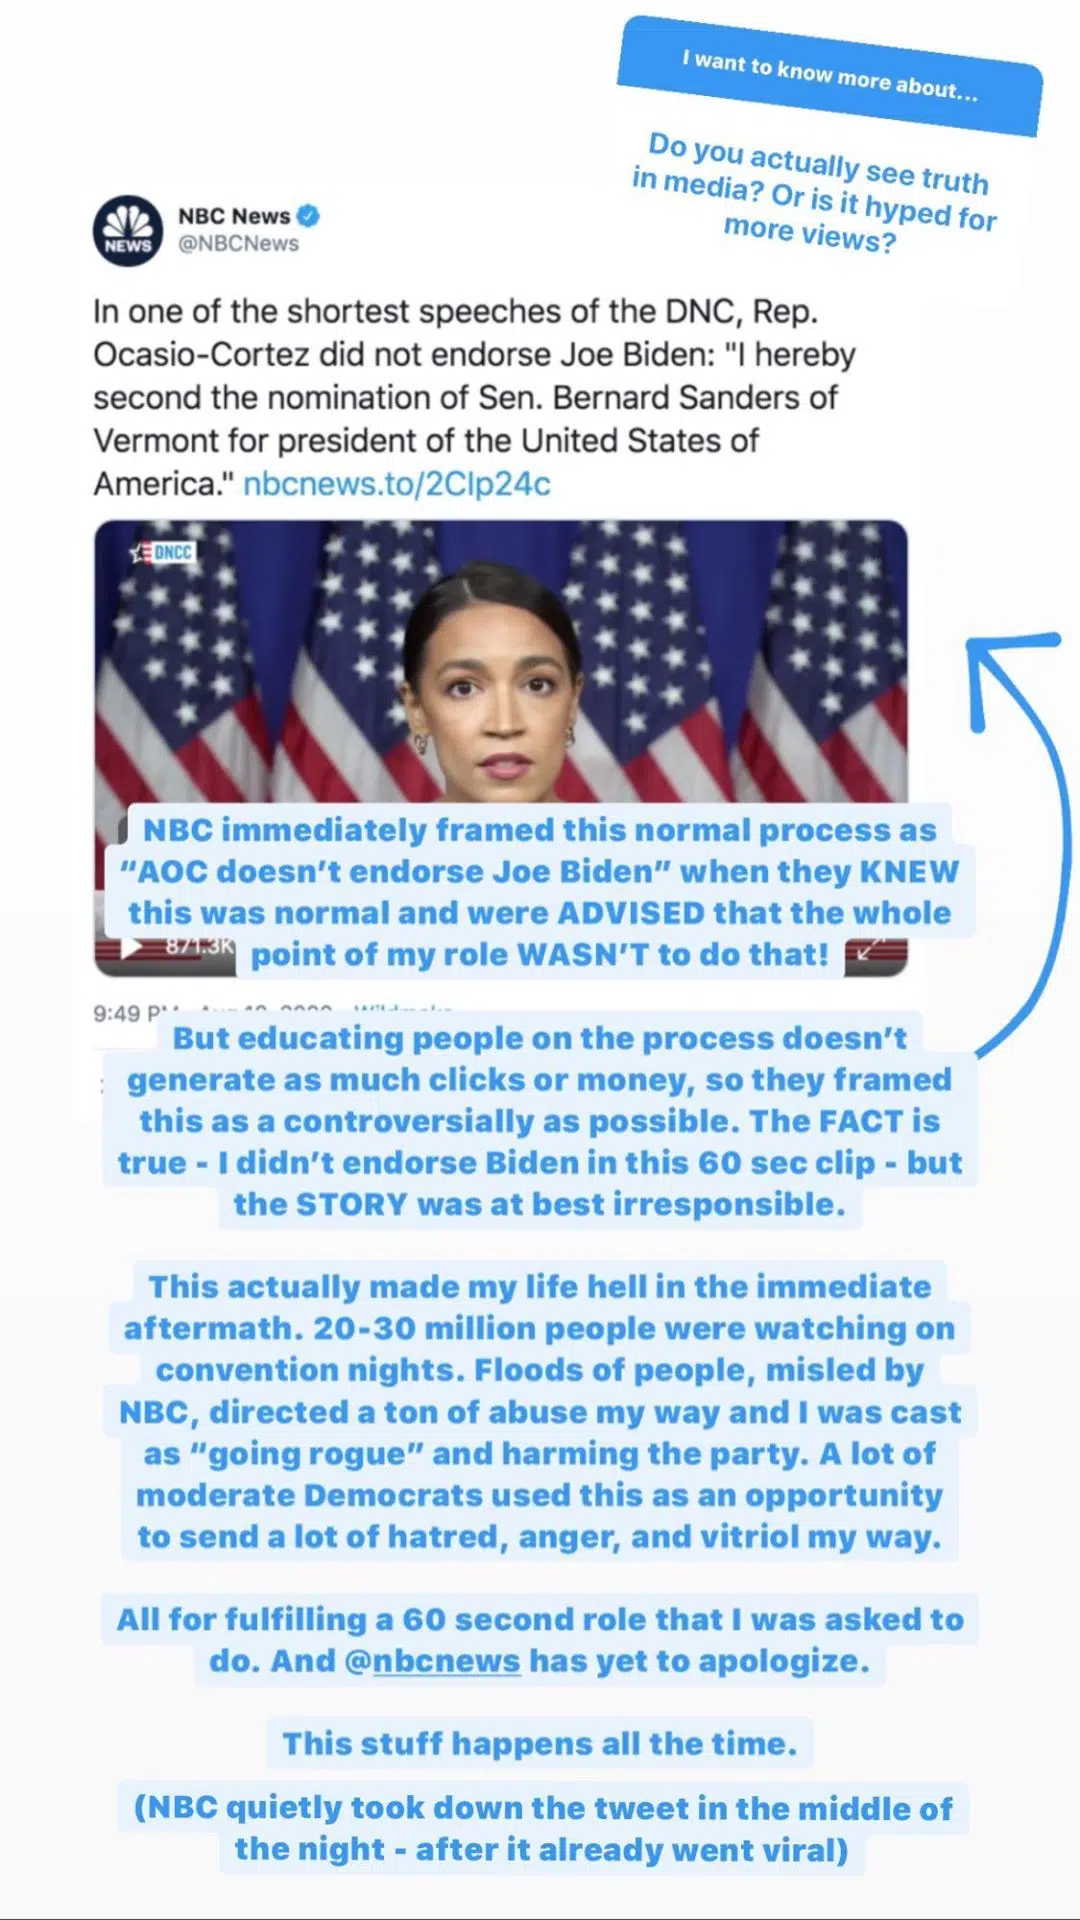 I want to know more about...
Do you actually see truth
in media? Or is it hyped for
more views?
NBC News
@NBCNews
NEWS
In one of the shortest speeches of the DNC, Rep.
Ocasio-Cortez did not endorse Joe Biden: "I hereby
second the nomination of Sen. Bernard Sanders of
Vermont for president of the United States of
America." nbcnews.to/2Clp24c
DNCC
NBC immediately framed this normal process as
“AOC doesn’t endorse Joe Biden” when they KNEW
this was normal and were ADVISED that the whole
point of my role WASN’T to do that!
871.3K
9:49
But educating people on the process doesn’t
generate as much clicks or money, so they framed
this as a controversially as possible. The FACT is
true - I didn’t endorse Biden in this 60 sec clip - but
the STORY was at best irresponsible.
This actually made my life hell in the immediate
aftermath. 20-30 million people were watching on
convention nights. Floods of people, misled by
NBC, directed a ton of abuse my way and I was cast
as “going rogue” and harming the party. A lot of
moderate Democrats used this as an opportunity
to send a lot of hatred, anger, and vitriol my way.
All for fulfilling a 60 second role that I was asked to
do. And @nbcnews has yet to apologize.
This stuff happens all the time.
(NBC quietly took down the tweet in the middle of
the night - after it already went viral)